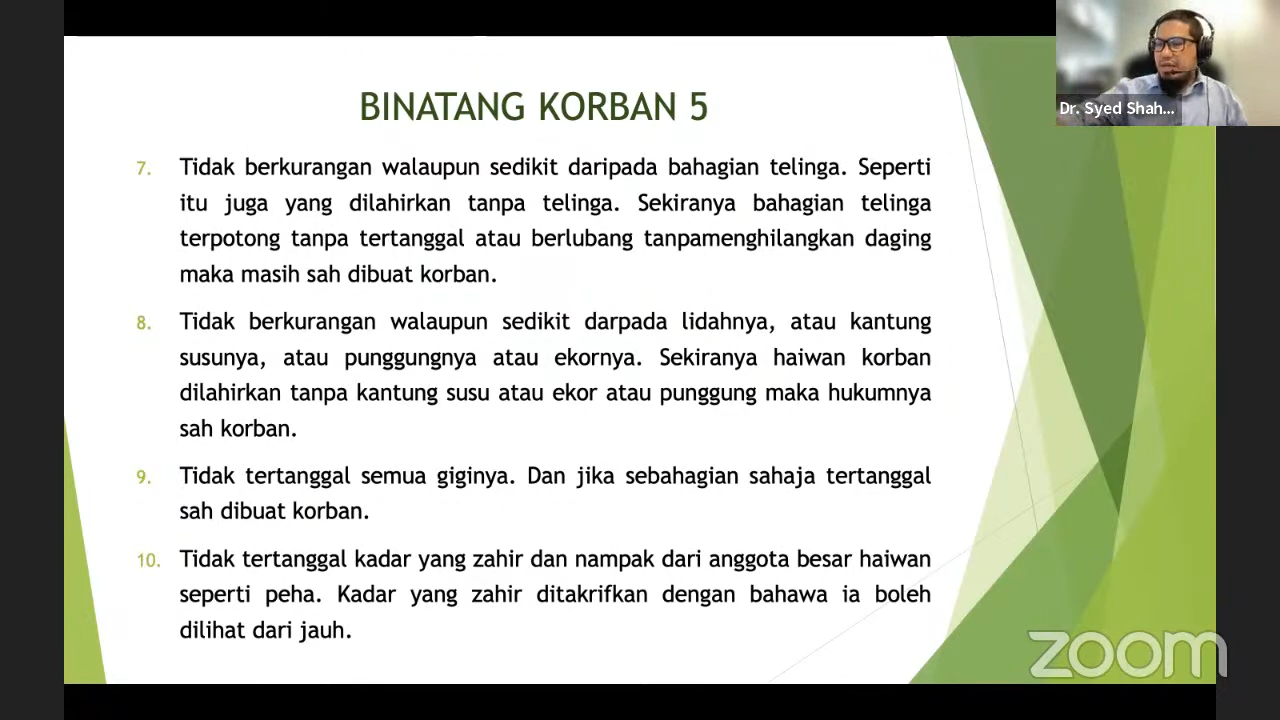 BINATANG KORBAN 5
7. Tidak berkurangan walaupun sedikit daripada bahagian telinga. Seperti
itu juga yang dilahirkan tanpa telinga. Sekiranya bahagian telinga
terpotong tanpa tertanggal atau berlubang tanpamenghilangkan daging
maka masih sah dibuat korban.
8. Tidak berkurangan walaupun sedikit darpada lidahnya, atau kantung
susunya, atau punggungnya atau ekornya. Sekiranya haiwan korban
dilahirkan tanpa kantung susu atau ekor atau punggung maka hukumnya
sah korban.
9. Tidak tertanggal semua giginya. Dan jika sebahagian sahaja tertanggal
sah dibuat korban.
10. Tidak tertanggal kadar yang zahir dan nampak dari anggota besar haiwan
seperti peha. Kadar yang zahir ditakrifkan dengan bahawa ia boleh
dilihat dari jauh.
Dr. Syed Shah...
zoom